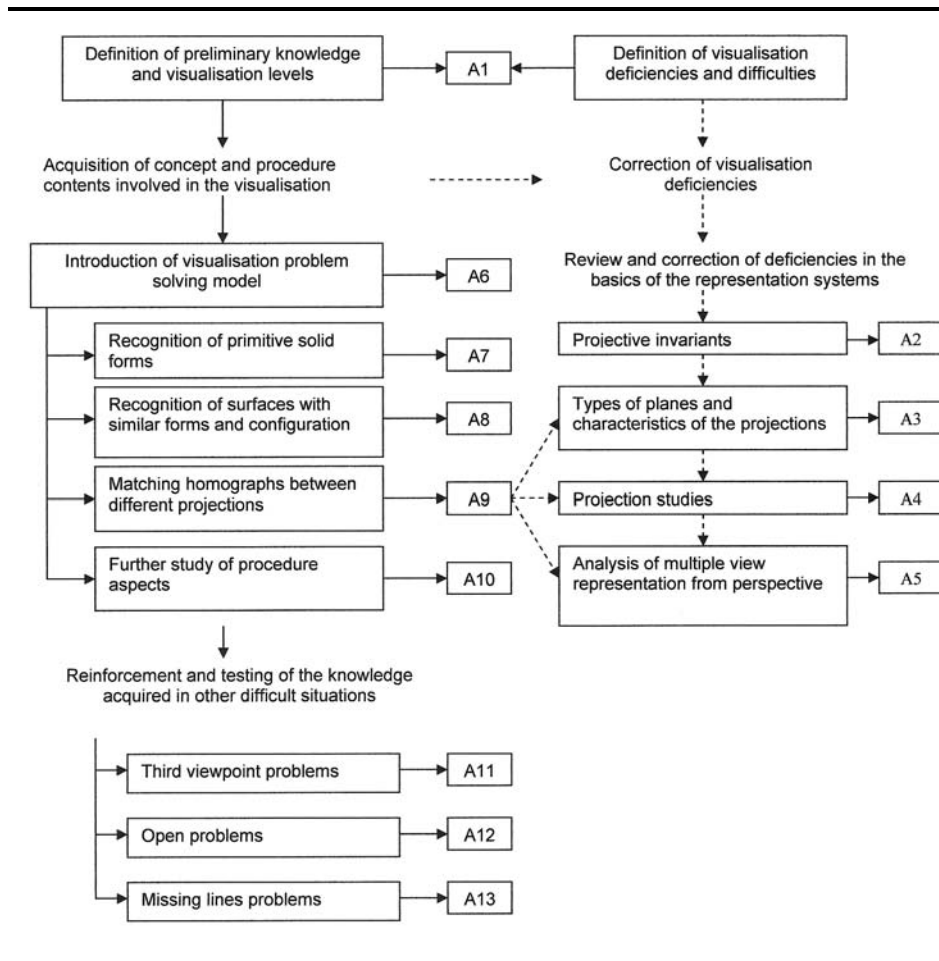 Definition of preliminary knowledge
and visualisation levels
A1
Definition of visualisation
deficiencies and difficulties
Acquisition of concept and procedure
contents involved in the visualisation
Correction of visualisation
deficiencies
Introduction of visualisation problem
solving model
A6
Review and correction of deficiencies in the
basics of the representation systems
Recognition of primitive solid
forms
A7
Projective invariants
A2
Recognition of surfaces with
similar forms and configuration
A8
Types of planes and
characteristics of the projections
A3
Matching homographs between
different projections
A9
Projection studies
A4
Further study of procedure
aspects
A10
Analysis of multiple view
representation from perspective
A5
Reinforcement and testing of the knowledge
acquired in other difficult situations
Third viewpoint problems
A11
Open problems
A12
Missing lines problems
A13